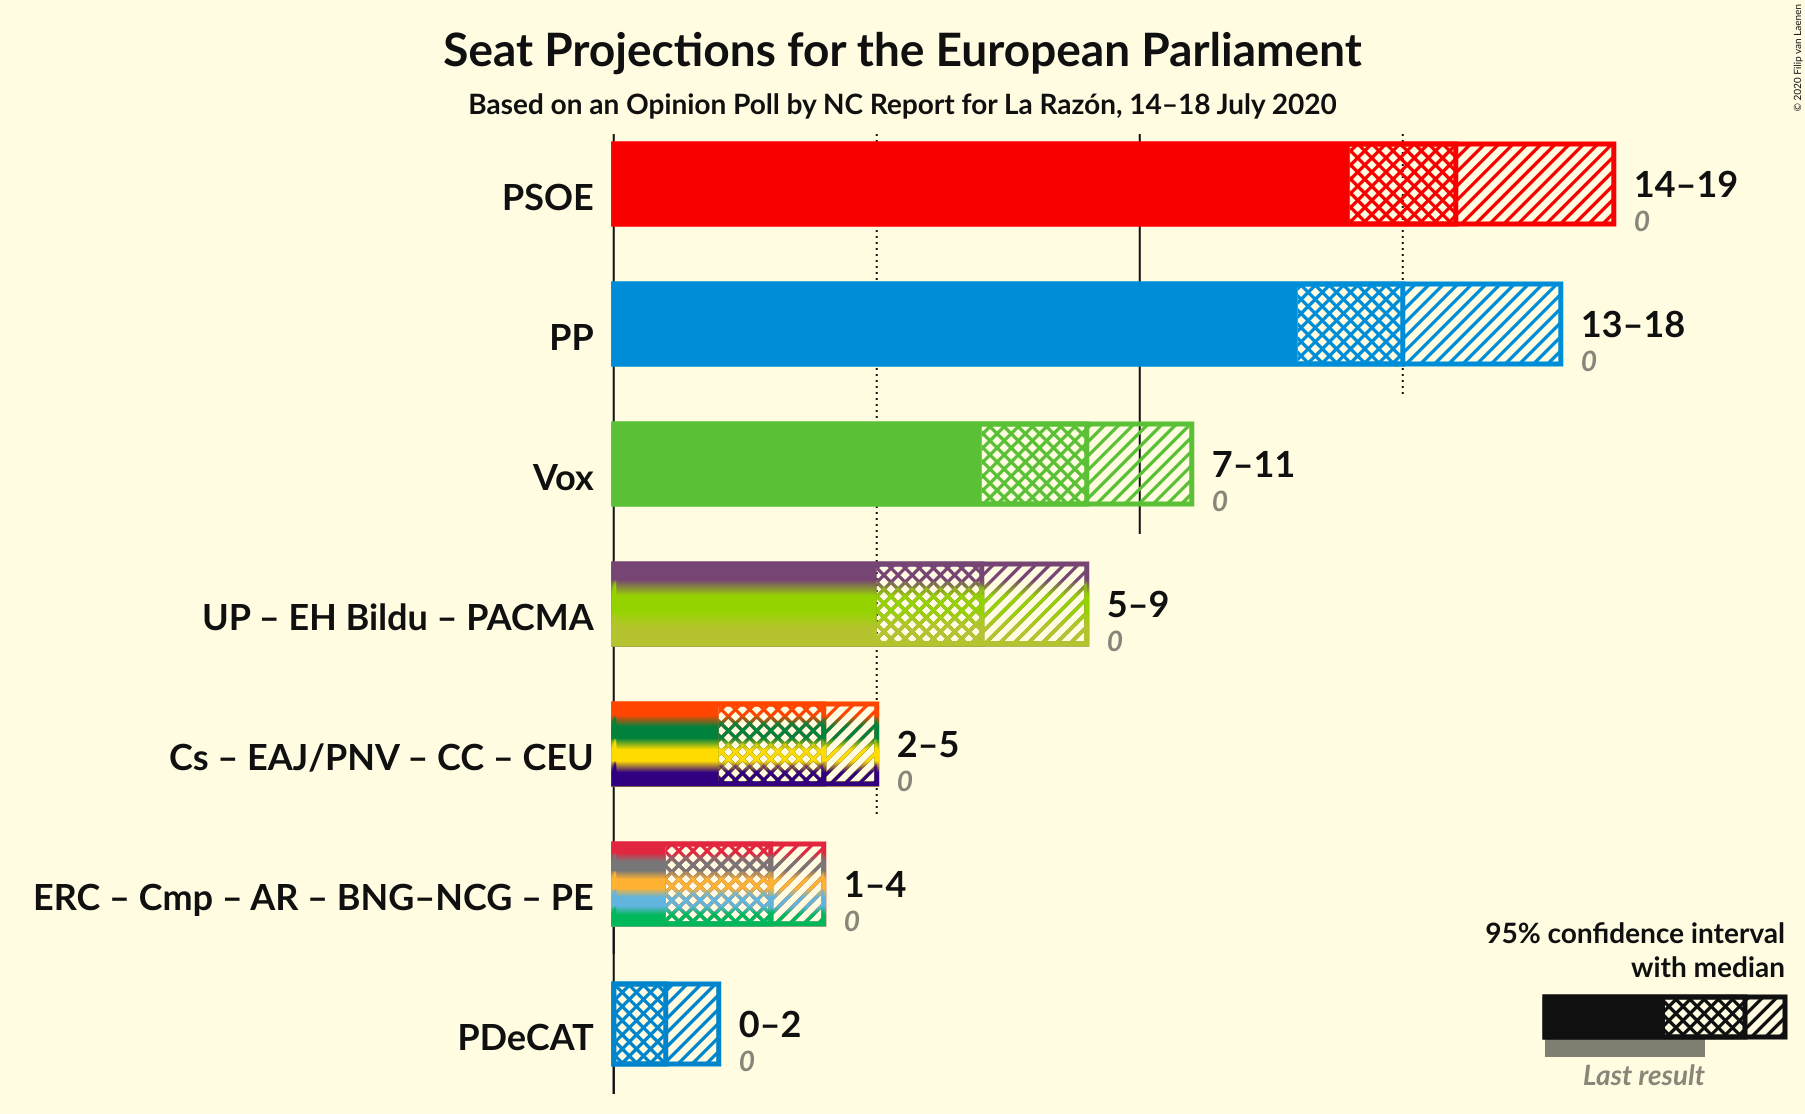 Seat Projections for the European Parliament
Based on an Opinion Poll by NC Report for La Razón, 14–18 July 2020
© 2020 Filip van Laenen
PSOE
14–19
0
PP
13–18
0
Vox
7–11
0
UP – EH Bildu – PACMA
5–9
0
Cs – EAJ/PNV – CC – CEU
2–5
0
ERC – Cmp – AR – BNG–NCG – PE
1–4
0
PDeCAT
0–2
0
95% confidence interval
with median
Last result